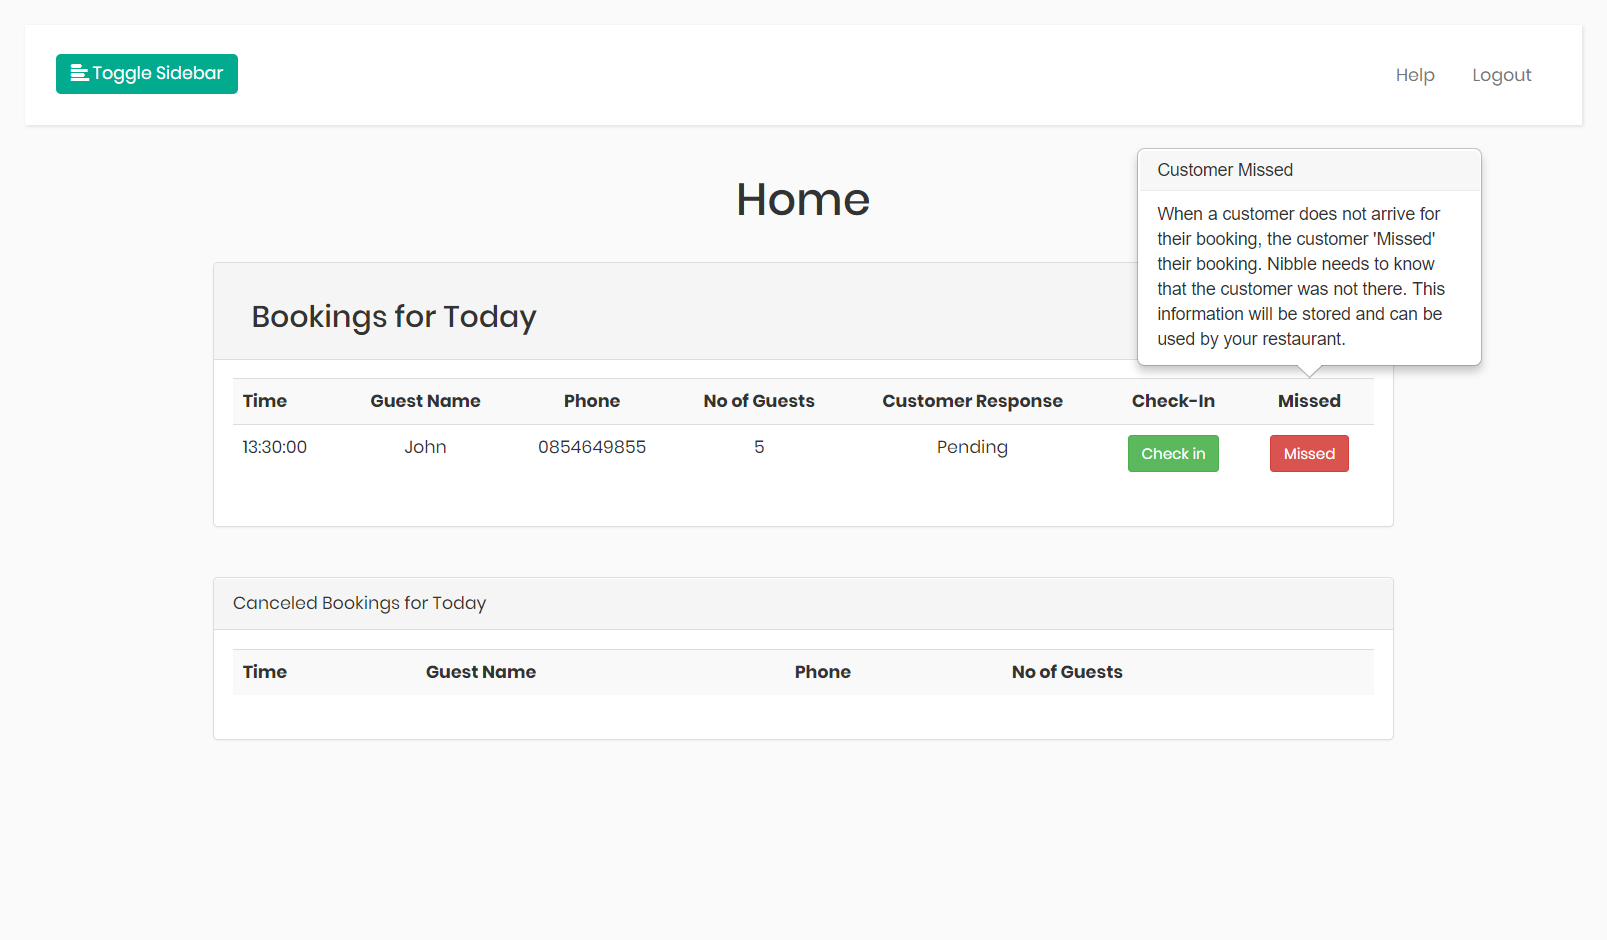 Toggle Sidebar
Help
Logout
Home
Customer Missed
When a customer does not arrive for
their booking, the customer 'Missed'
their booking. Nibble needs to know
that the customer was not there. This
information will be stored and can be
used by your restaurant.
Bookings for Today
Time Guest Name Phone No of Guests Customer Response Check-In Missed
13:30:00 John 0854649855 5 Pending Check in Missed
Canceled Bookings for Today
Time Guest Name Phone No of Guests